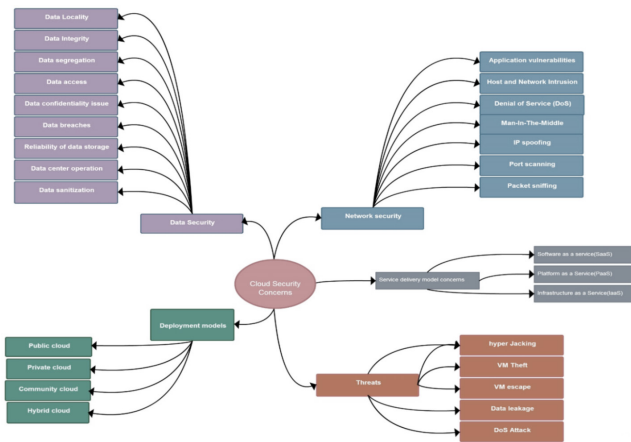 Data Locality
Data Integrity
Data segregation
Data access
Data confidentiality issue
Data breaches
Reliability of data storage
Data center operation
Data sanitization
Data Security
Application vulnerabilities
Host and Network Intrusion
Denial of Service (DoS)
Man-In-The-Middle
IP spoofing
Port scanning
Packet sniffing
Network security
Cloud Security
Concerns
Service delivery model concerns
Software as a service(SaaS)
Platform as a Service(PaaS)
Infrastructure as a Service(IaaS)
Deployment models
Public cloud
Private cloud
Community cloud
Hybrid cloud
Threats
hyper Jacking
VM Theft
VM escape
Data leakage
DoS Attack